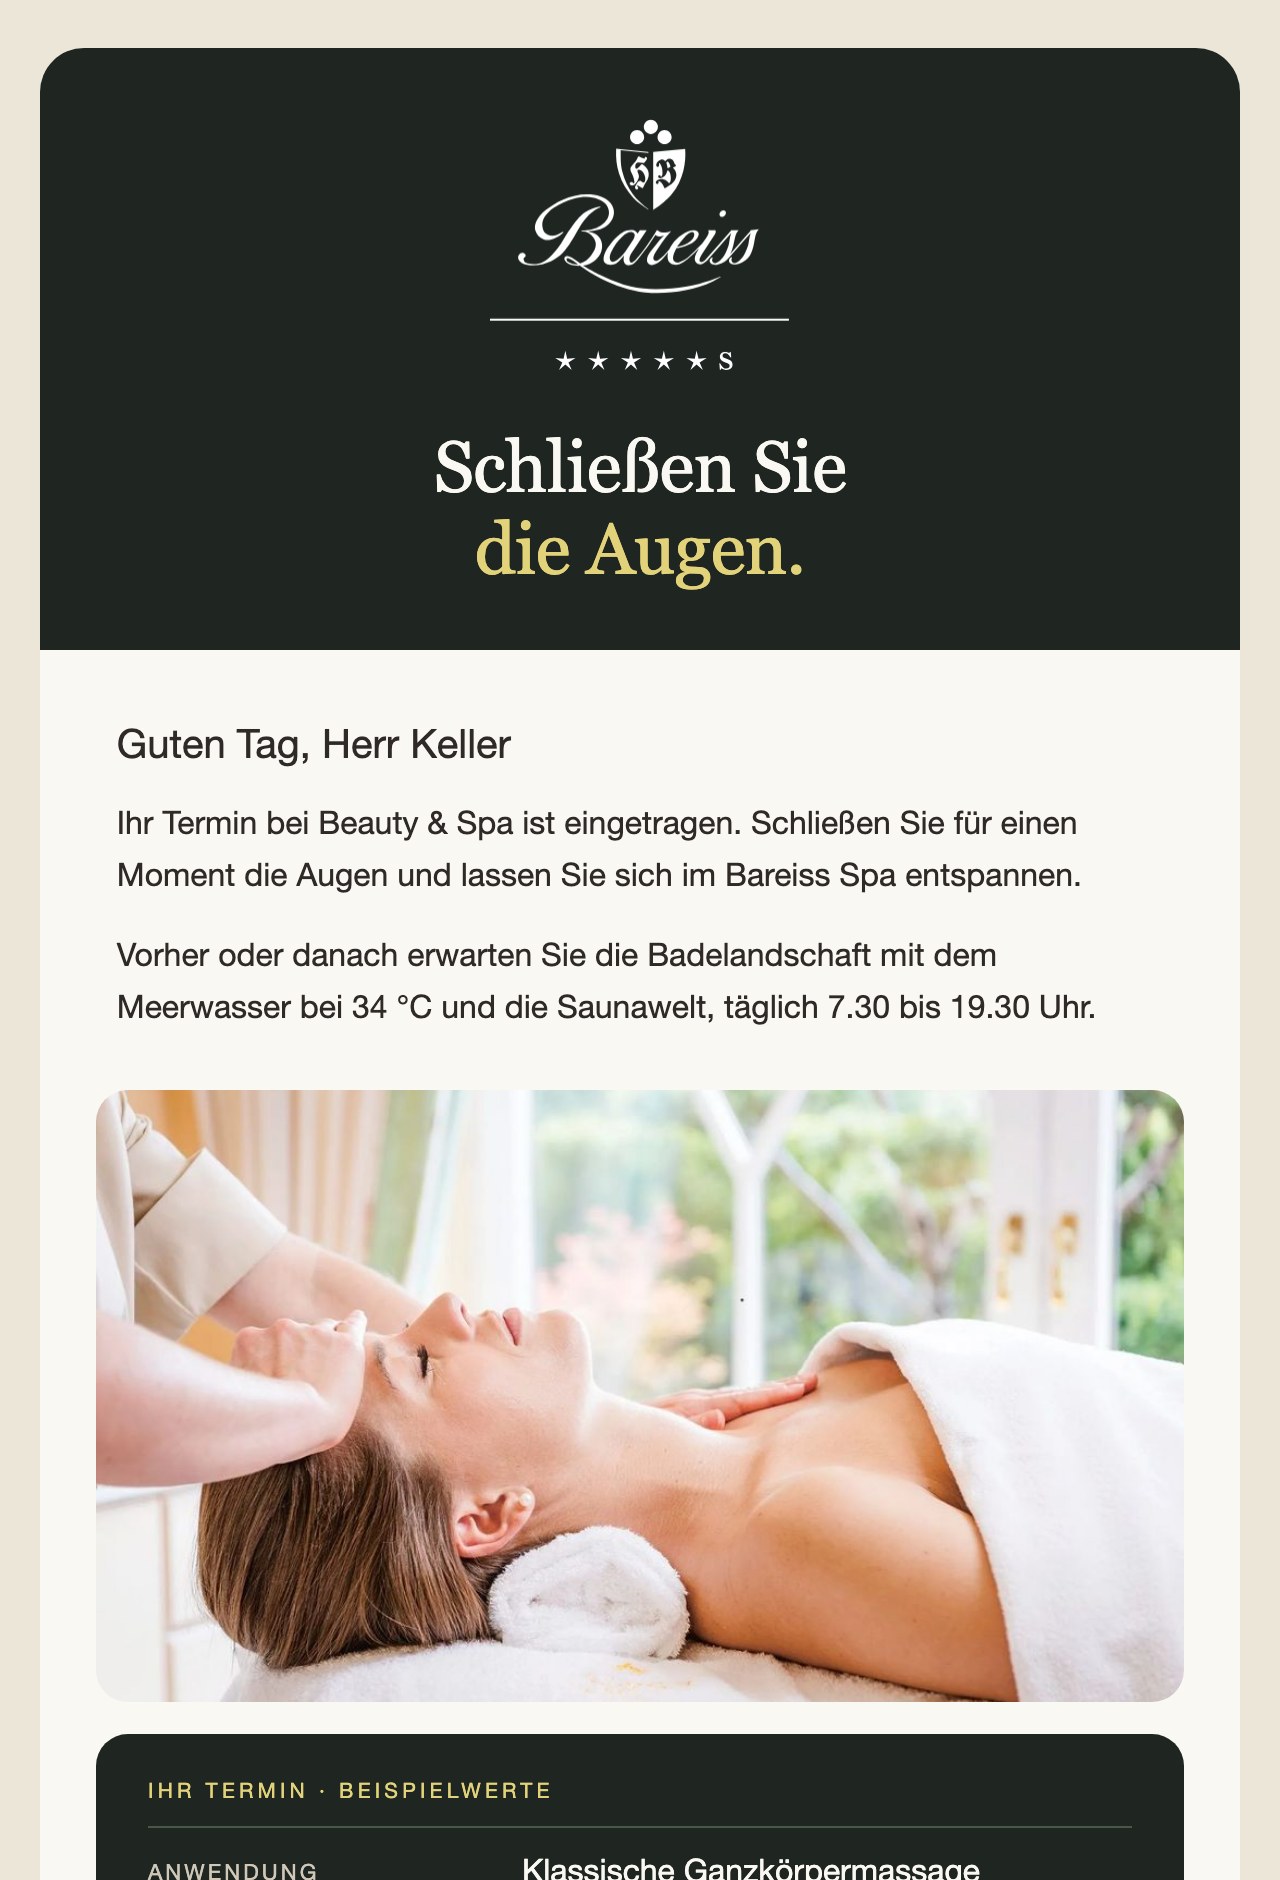 HB
Bareiss
★★★★★S
Schließen Sie
die Augen.
Guten Tag, Herr Keller
Ihr Termin bei Beauty & Spa ist eingetragen. Schließen Sie für einen
Moment die Augen und lassen Sie sich im Bareiss Spa entspannen.
Vorher oder danach erwarten Sie die Badelandschaft mit dem
Meerwasser bei 34 °C und die Saunawelt, täglich 7.30 bis 19.30 Uhr.
IHR TERMIN · BEISPIELWERTE
ANWENDUNG Klassische Ganzkörpermassage